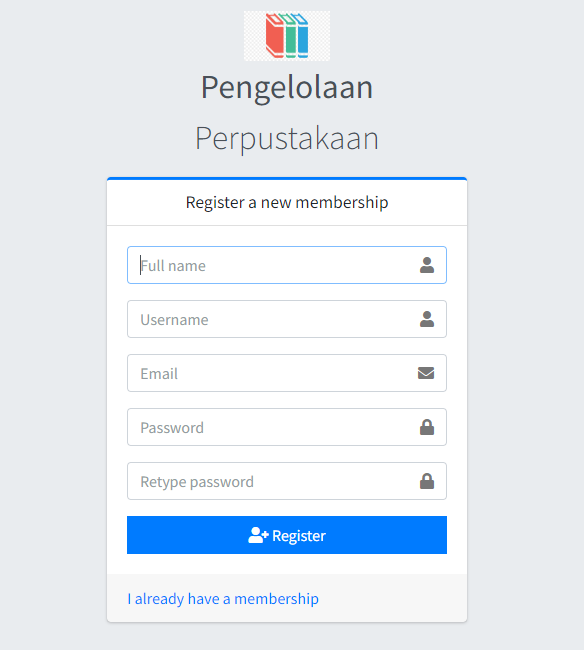 Pengelolaan
Perpustakaan
Register a new membership
Full name
Username
Email
Password
Retype password
Register
I already have a membership